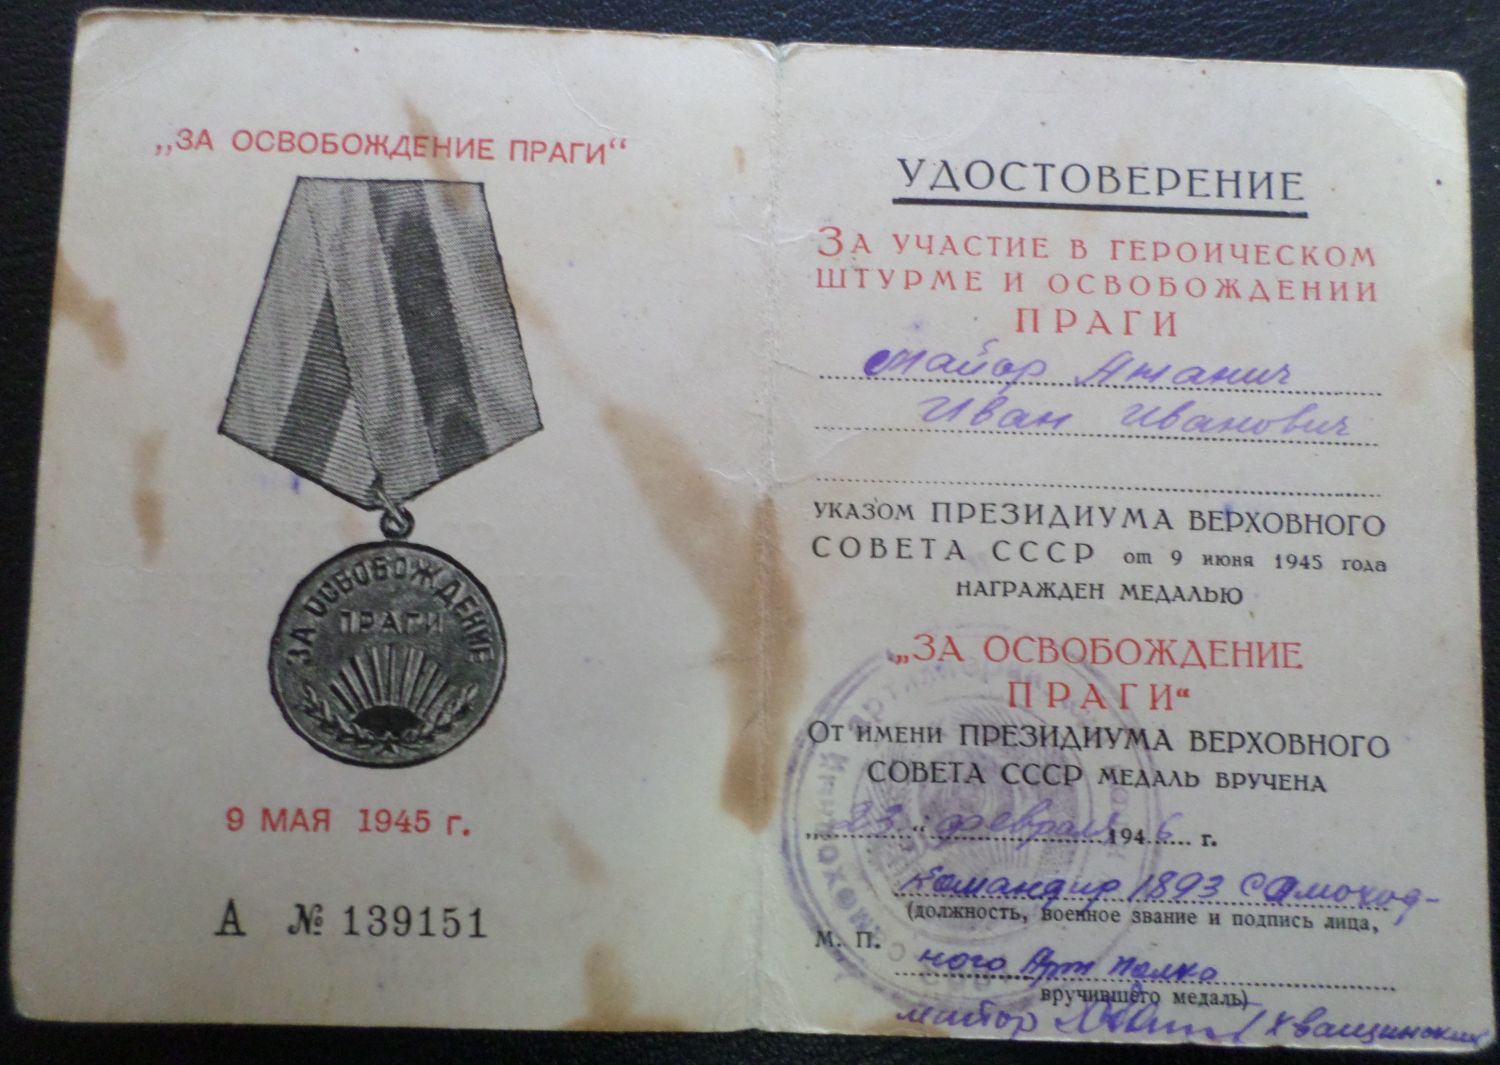 „ЗА ОСВОБОЖДЕНИЕ ПРАГИ“
ЗА ОСВОБОЖДЕНИЕ
ПРАГИ
9 МАЯ 1945 г.
А № 139151
УДОСТОВЕРЕНИЕ
ЗА УЧАСТИЕ В ГЕРОИЧЕСКОМ
ШТУРМЕ И ОСВОБОЖДЕНИИ
ПРАГИ
майор Атанич
Иван Иванович
УКАЗОМ ПРЕЗИДИУМА ВЕРХОВНОГО
СОВЕТА СССР от 9 июня 1945 года
НАГРАЖДЕН МЕДАЛЬЮ
„ЗА ОСВОБОЖДЕНИЕ
ПРАГИ“
ОТ ИМЕНИ ПРЕЗИДИУМА ВЕРХОВНОГО
СОВЕТА СССР МЕДАЛЬ ВРУЧЕНА
„23“ февраля 1946 г.
Командир 1893 самоход-
(должность, военное звание и подпись лица,
М. П.
ного Арт полка
вручившего медаль)
майор Хващинский